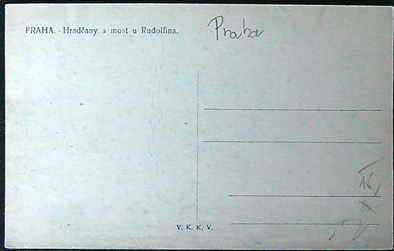 PRAHA. - Hradčany a most u Rudolfina.
Praha
V. K. K. V.